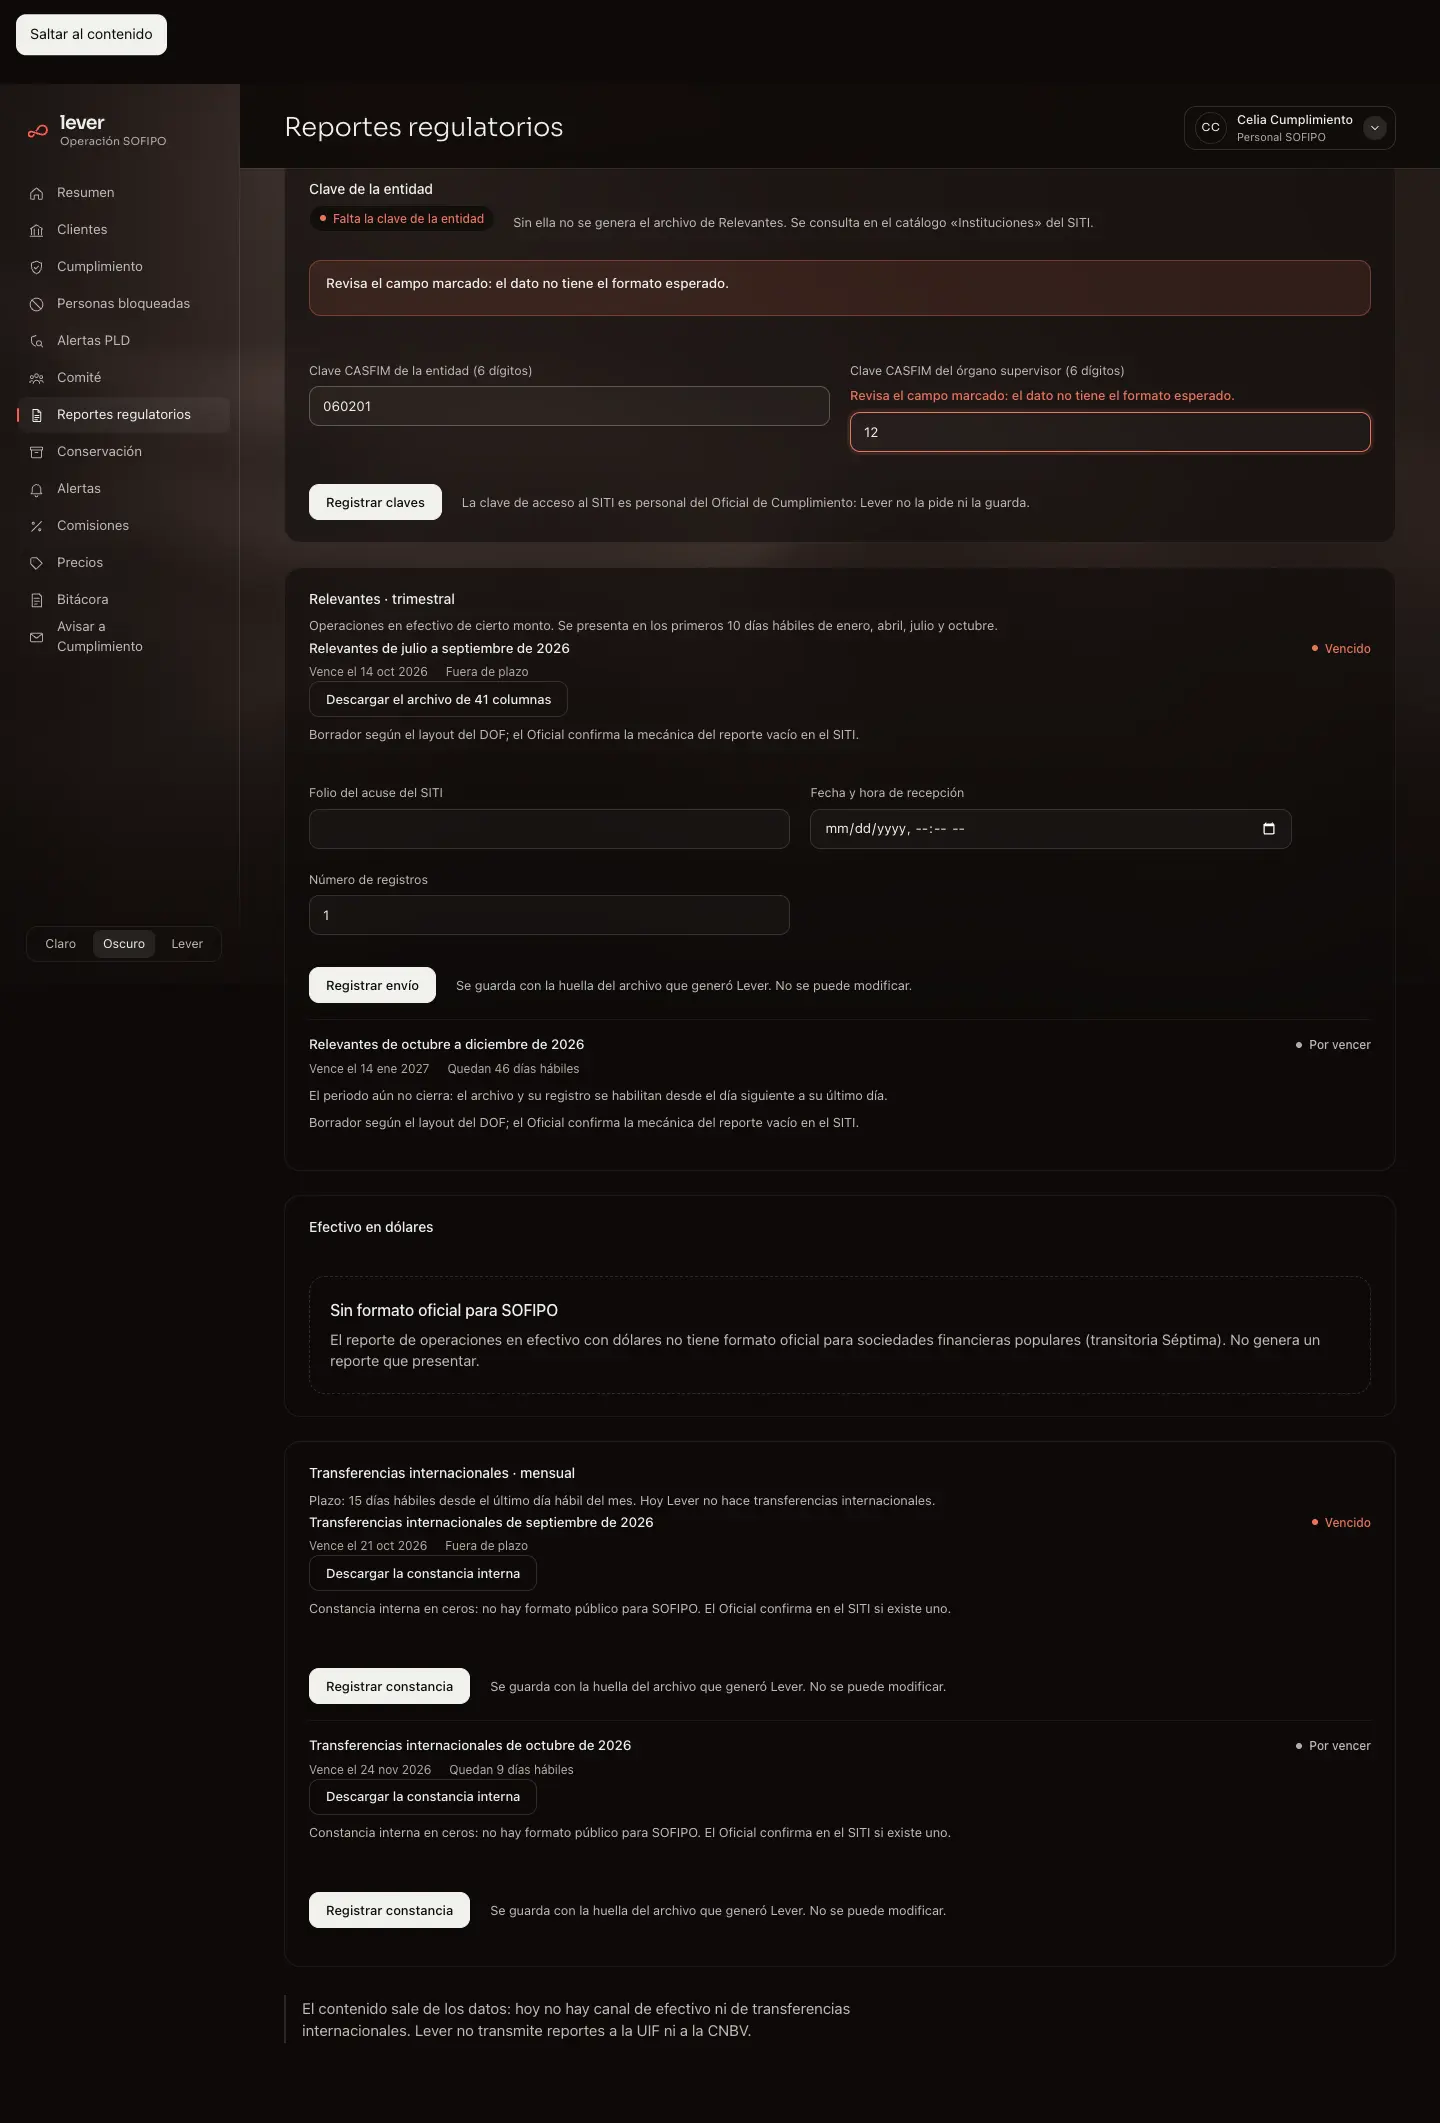 Saltar al contenido
lever
Operación SOFIPO
Resumen
Clientes
Cumplimiento
Personas bloqueadas
Alertas PLD
Comité
Reportes regulatorios
Conservación
Alertas
Comisiones
Precios
Bitácora
Avisar a
Cumplimiento
Claro Oscuro Lever
Reportes regulatorios
CC
Celia Cumplimiento
Personal SOFIPO
Clave de la entidad
Falta la clave de la entidad Sin ella no se genera el archivo de Relevantes. Se consulta en el catálogo «Instituciones» del SITI.
Revisa el campo marcado: el dato no tiene el formato esperado.
Clave CASFIM de la entidad (6 dígitos)
060201
Clave CASFIM del órgano supervisor (6 dígitos)
Revisa el campo marcado: el dato no tiene el formato esperado.
12
Registrar claves La clave de acceso al SITI es personal del Oficial de Cumplimiento: Lever no la pide ni la guarda.
Relevantes · trimestral
Operaciones en efectivo de cierto monto. Se presenta en los primeros 10 días hábiles de enero, abril, julio y octubre.
Relevantes de julio a septiembre de 2026 Vencido
Vence el 14 oct 2026 Fuera de plazo
Descargar el archivo de 41 columnas
Borrador según el layout del DOF; el Oficial confirma la mecánica del reporte vacío en el SITI.
Folio del acuse del SITI
Fecha y hora de recepción
mm/dd/yyyy, --:-- --
Número de registros
1
Registrar envío Se guarda con la huella del archivo que generó Lever. No se puede modificar.
Relevantes de octubre a diciembre de 2026 Por vencer
Vence el 14 ene 2027 Quedan 46 días hábiles
El periodo aún no cierra: el archivo y su registro se habilitan desde el día siguiente a su último día.
Borrador según el layout del DOF; el Oficial confirma la mecánica del reporte vacío en el SITI.
Efectivo en dólares
Sin formato oficial para SOFIPO
El reporte de operaciones en efectivo con dólares no tiene formato oficial para sociedades financieras populares (transitoria Séptima). No genera un
reporte que presentar.
Transferencias internacionales · mensual
Plazo: 15 días hábiles desde el último día hábil del mes. Hoy Lever no hace transferencias internacionales.
Transferencias internacionales de septiembre de 2026 Vencido
Vence el 21 oct 2026 Fuera de plazo
Descargar la constancia interna
Constancia interna en ceros: no hay formato público para SOFIPO. El Oficial confirma en el SITI si existe uno.
Registrar constancia Se guarda con la huella del archivo que generó Lever. No se puede modificar.
Transferencias internacionales de octubre de 2026 Por vencer
Vence el 24 nov 2026 Quedan 9 días hábiles
Descargar la constancia interna
Constancia interna en ceros: no hay formato público para SOFIPO. El Oficial confirma en el SITI si existe uno.
Registrar constancia Se guarda con la huella del archivo que generó Lever. No se puede modificar.
El contenido sale de los datos: hoy no hay canal de efectivo ni de transferencias
internacionales. Lever no transmite reportes a la UIF ni a la CNBV.